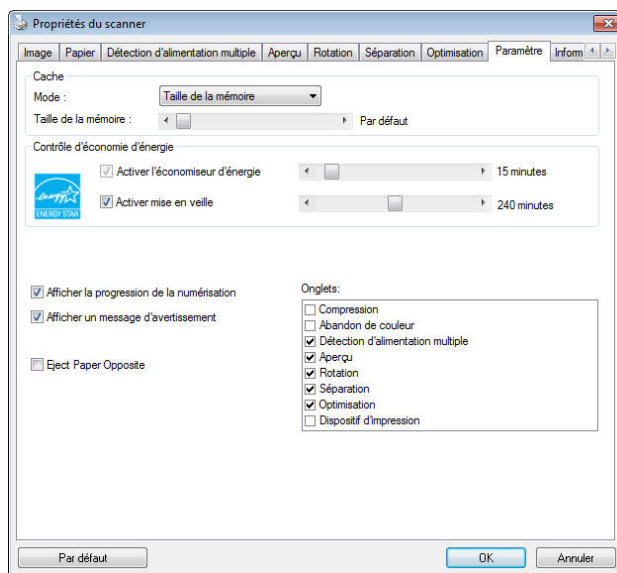 Propriétés du scanner
Image Papier Détection d'alimentation multiple Aperçu Rotation Séparation Optimisation Paramètre Inform
Cache
Mode : Taille de la mémoire
Taille de la mémoire : Par défaut
Contrôle d'économie d'énergie
Activer l'économiseur d'énergie 15 minutes
energy
ENERGY STAR
Activer mise en veille 240 minutes
Afficher la progression de la numérisation
Afficher un message d'avertissement
Eject Paper Opposite
Onglets:
Compression
Abandon de couleur
Détection d'alimentation multiple
Aperçu
Rotation
Séparation
Optimisation
Dispositif d'impression
Par défaut OK Annuler